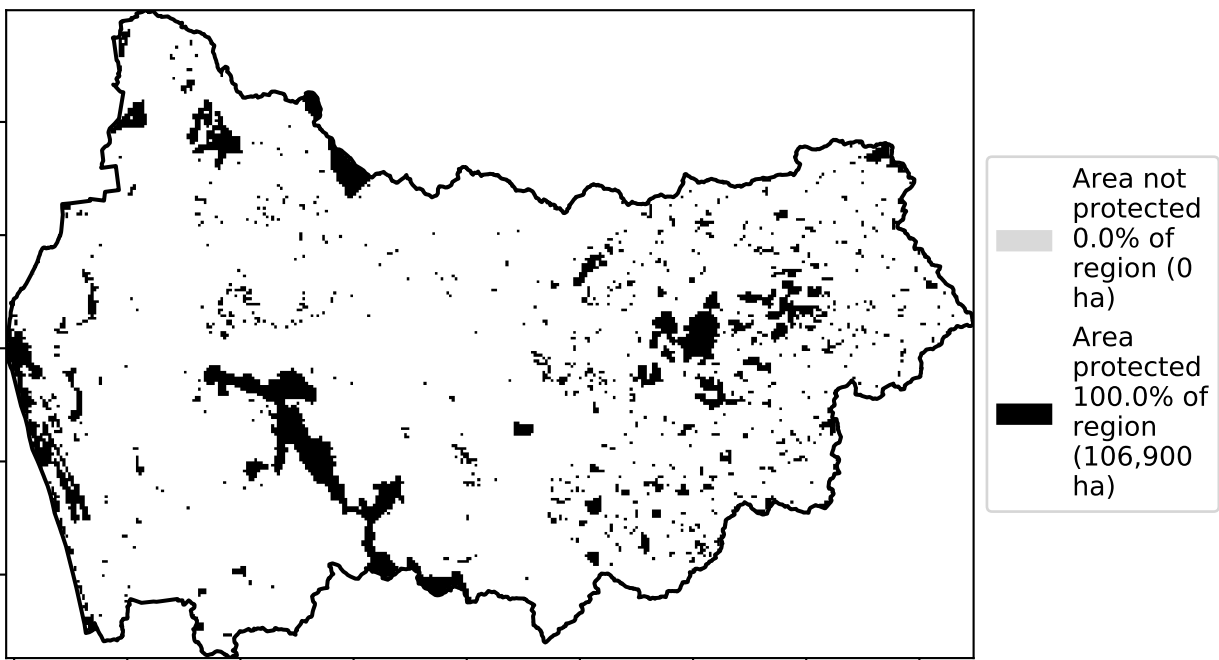 Area not
protected
0.0% of
region (0
ha)
Area
protected
100.0% of
region
(106,900
ha)